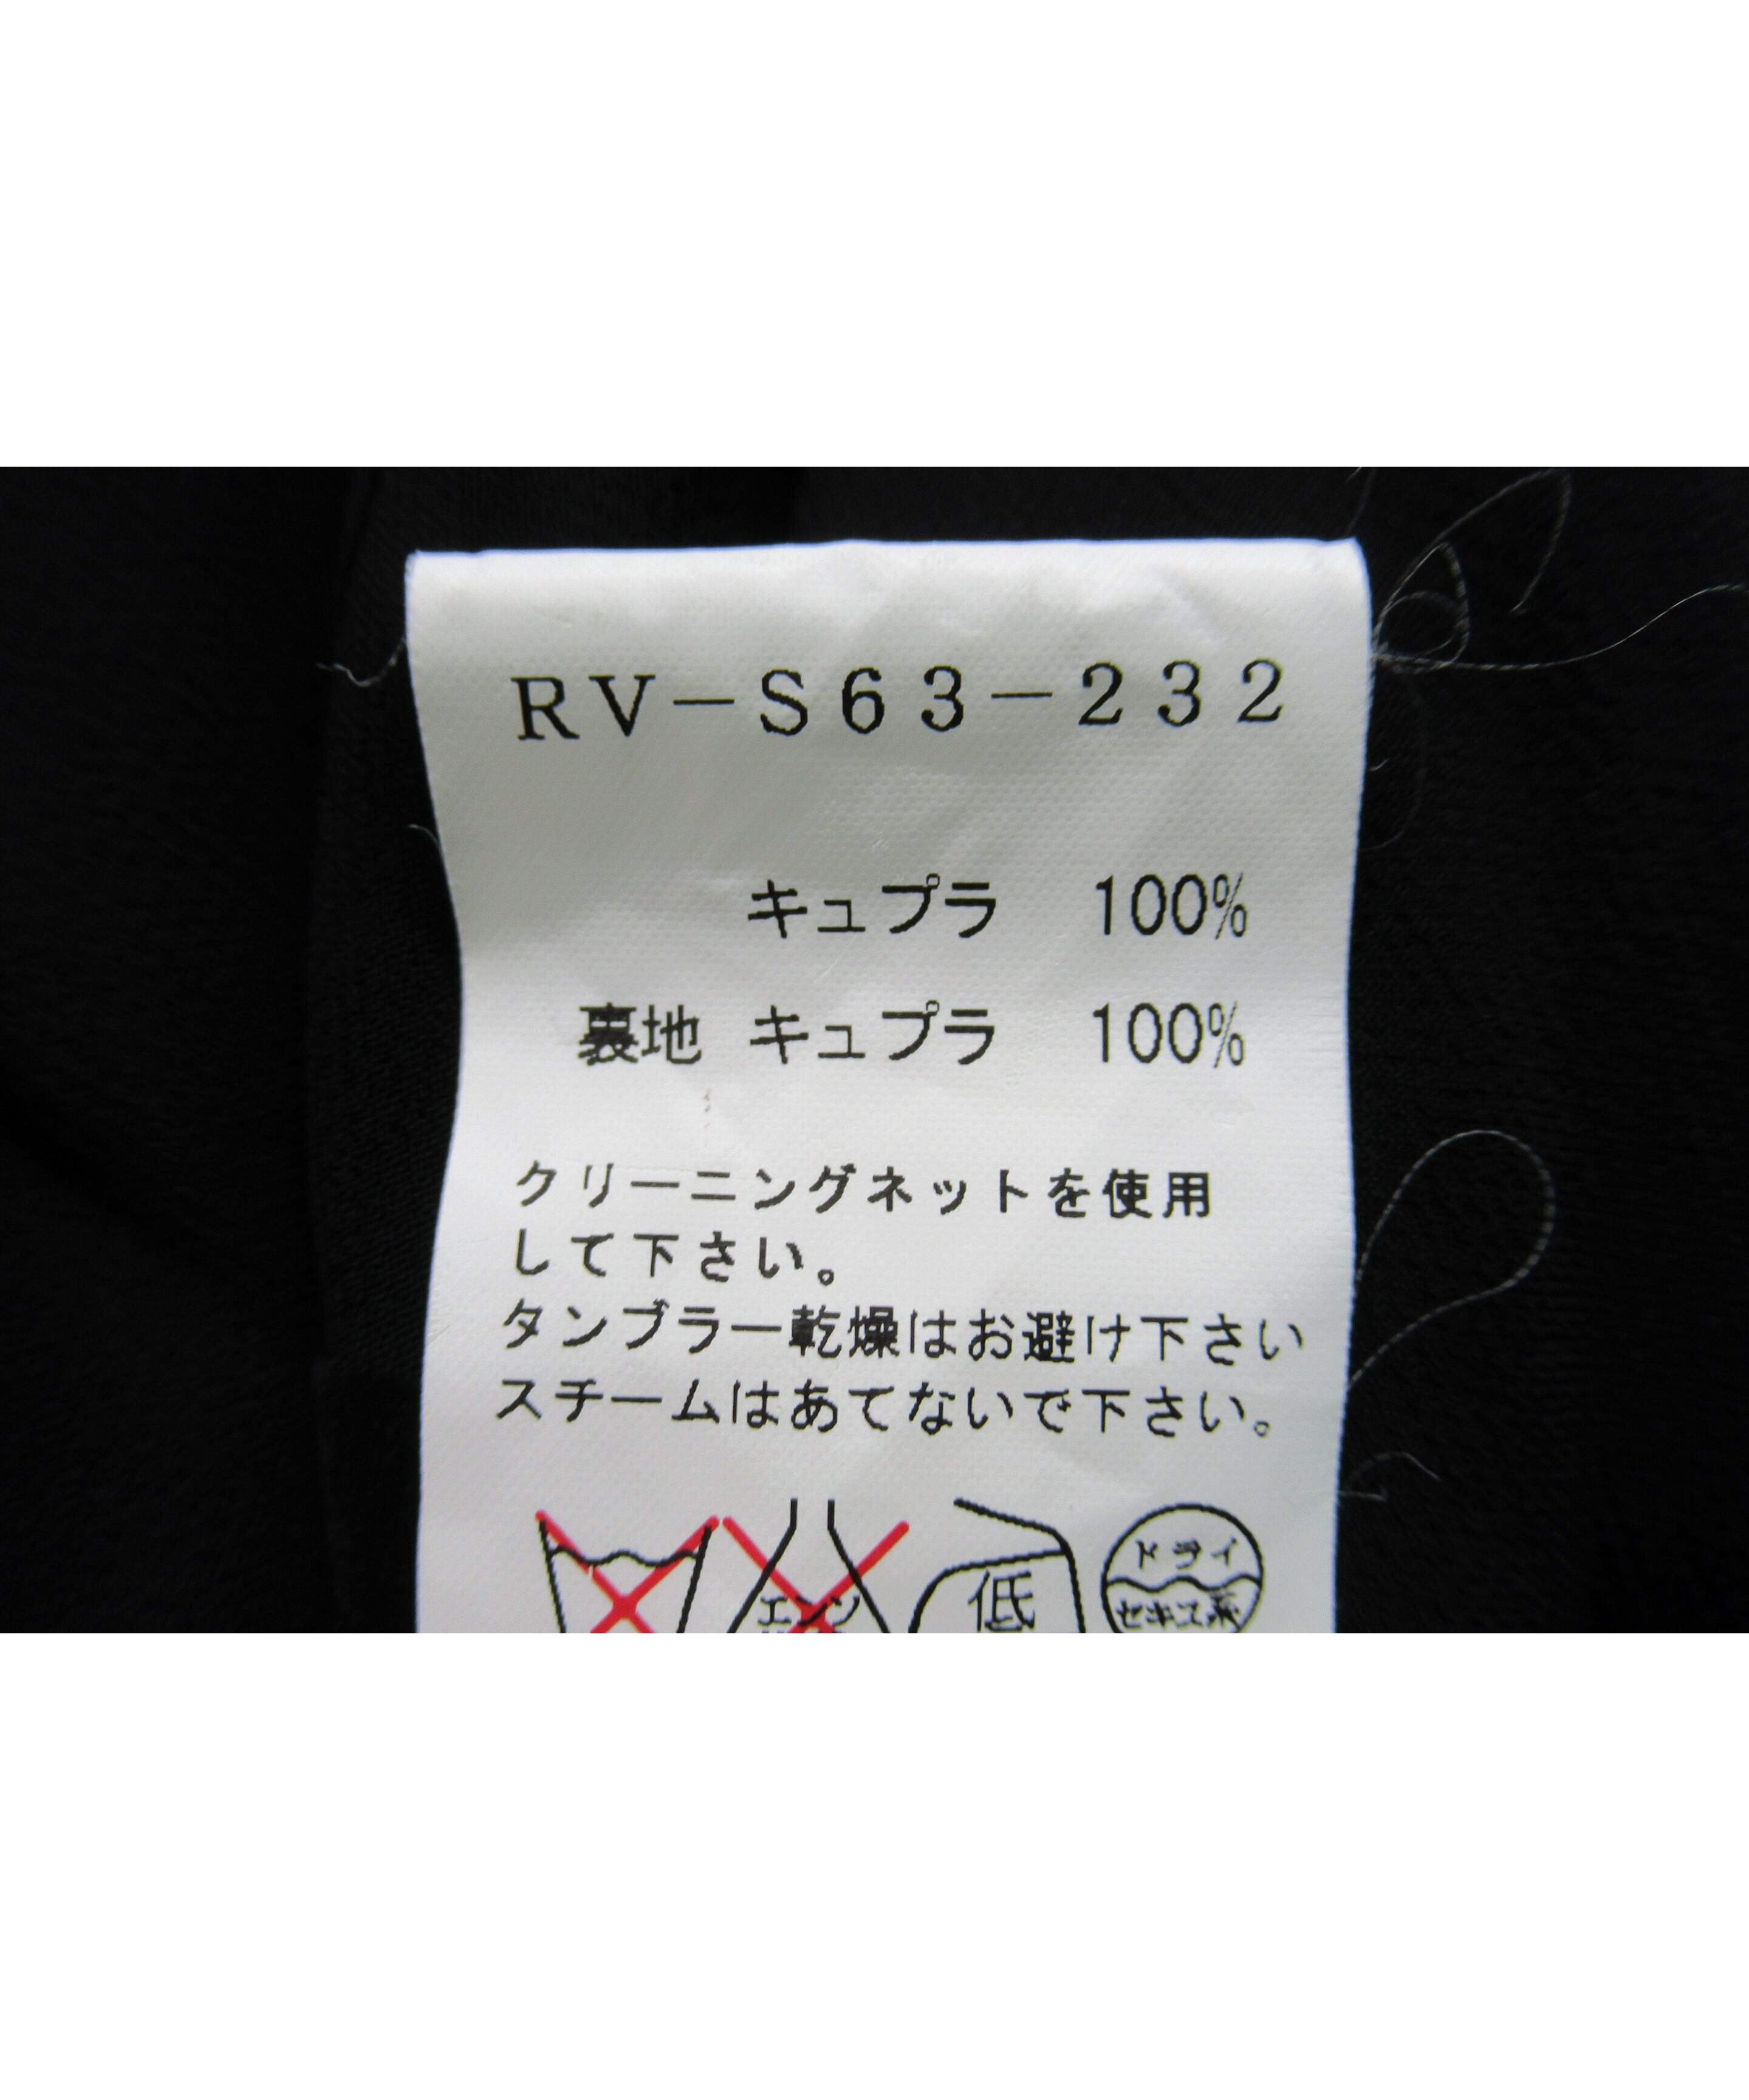 RV-S63-232
キュプラ 100%
裏地 キュプラ 100%
クリーニングネットを使用
して下さい。
タンブラー乾燥はお避け下さい
スチームはあてないで下さい。
エンソ 低 ドライ
セキユ系